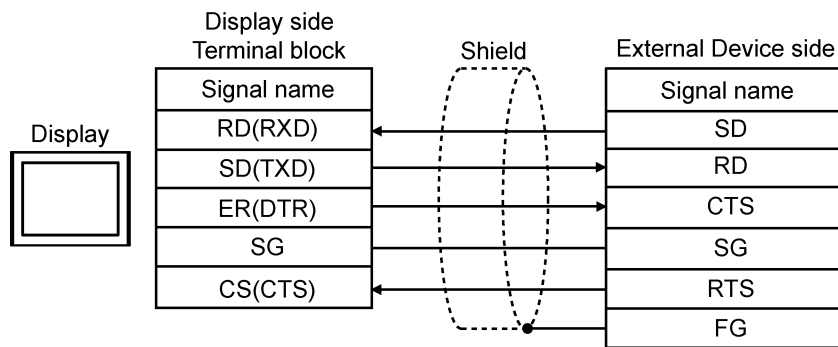 Display side
Terminal block
Shield
External Device side
Signal name
Signal name
Display
RD(RXD)
SD
SD(TXD)
RD
ER(DTR)
CTS
SG
SG
CS(CTS)
RTS
FG